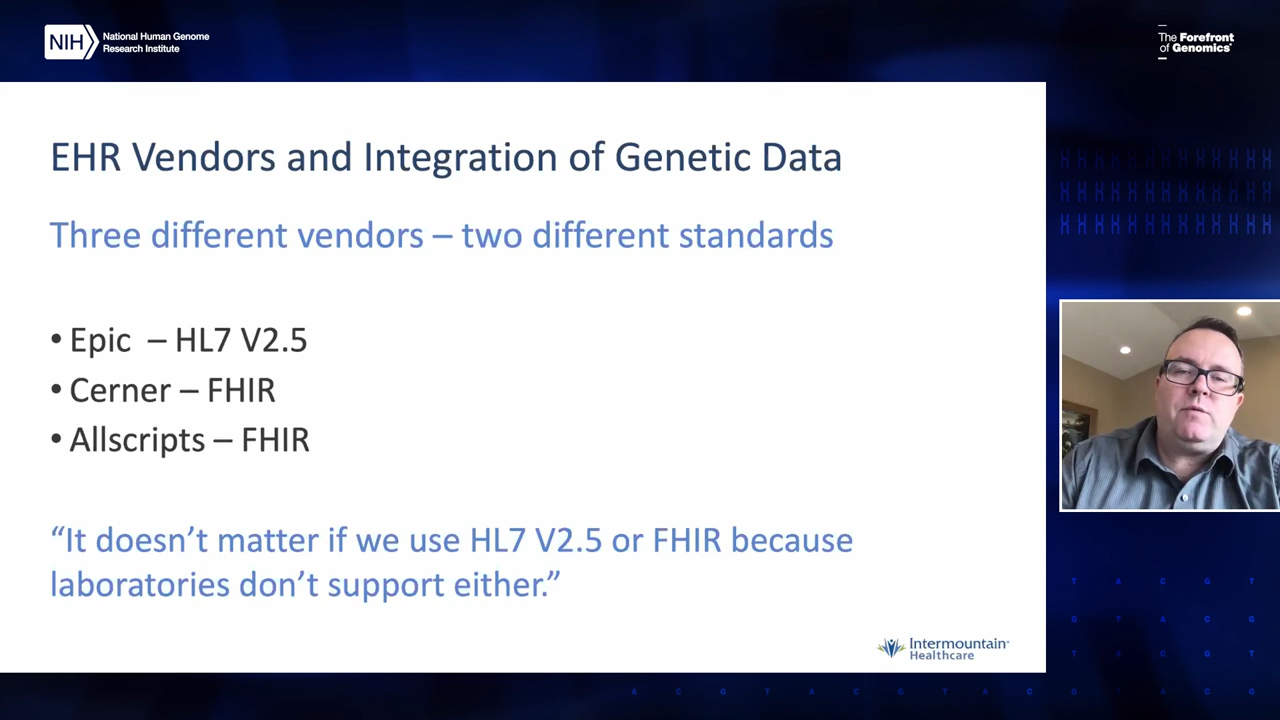 NIH
National Human Genome
Research Institute
The Forefront
of Genomics®
EHR Vendors and Integration of Genetic Data
Three different vendors – two different standards
• Epic – HL7 V2.5
• Cerner – FHIR
• Allscripts – FHIR
“It doesn’t matter if we use HL7 V2.5 or FHIR because
laboratories don’t support either.”
Intermountain
Healthcare
T A C G T
G T A C G
T A T C G T
A C G T A C G T A C G T A C G